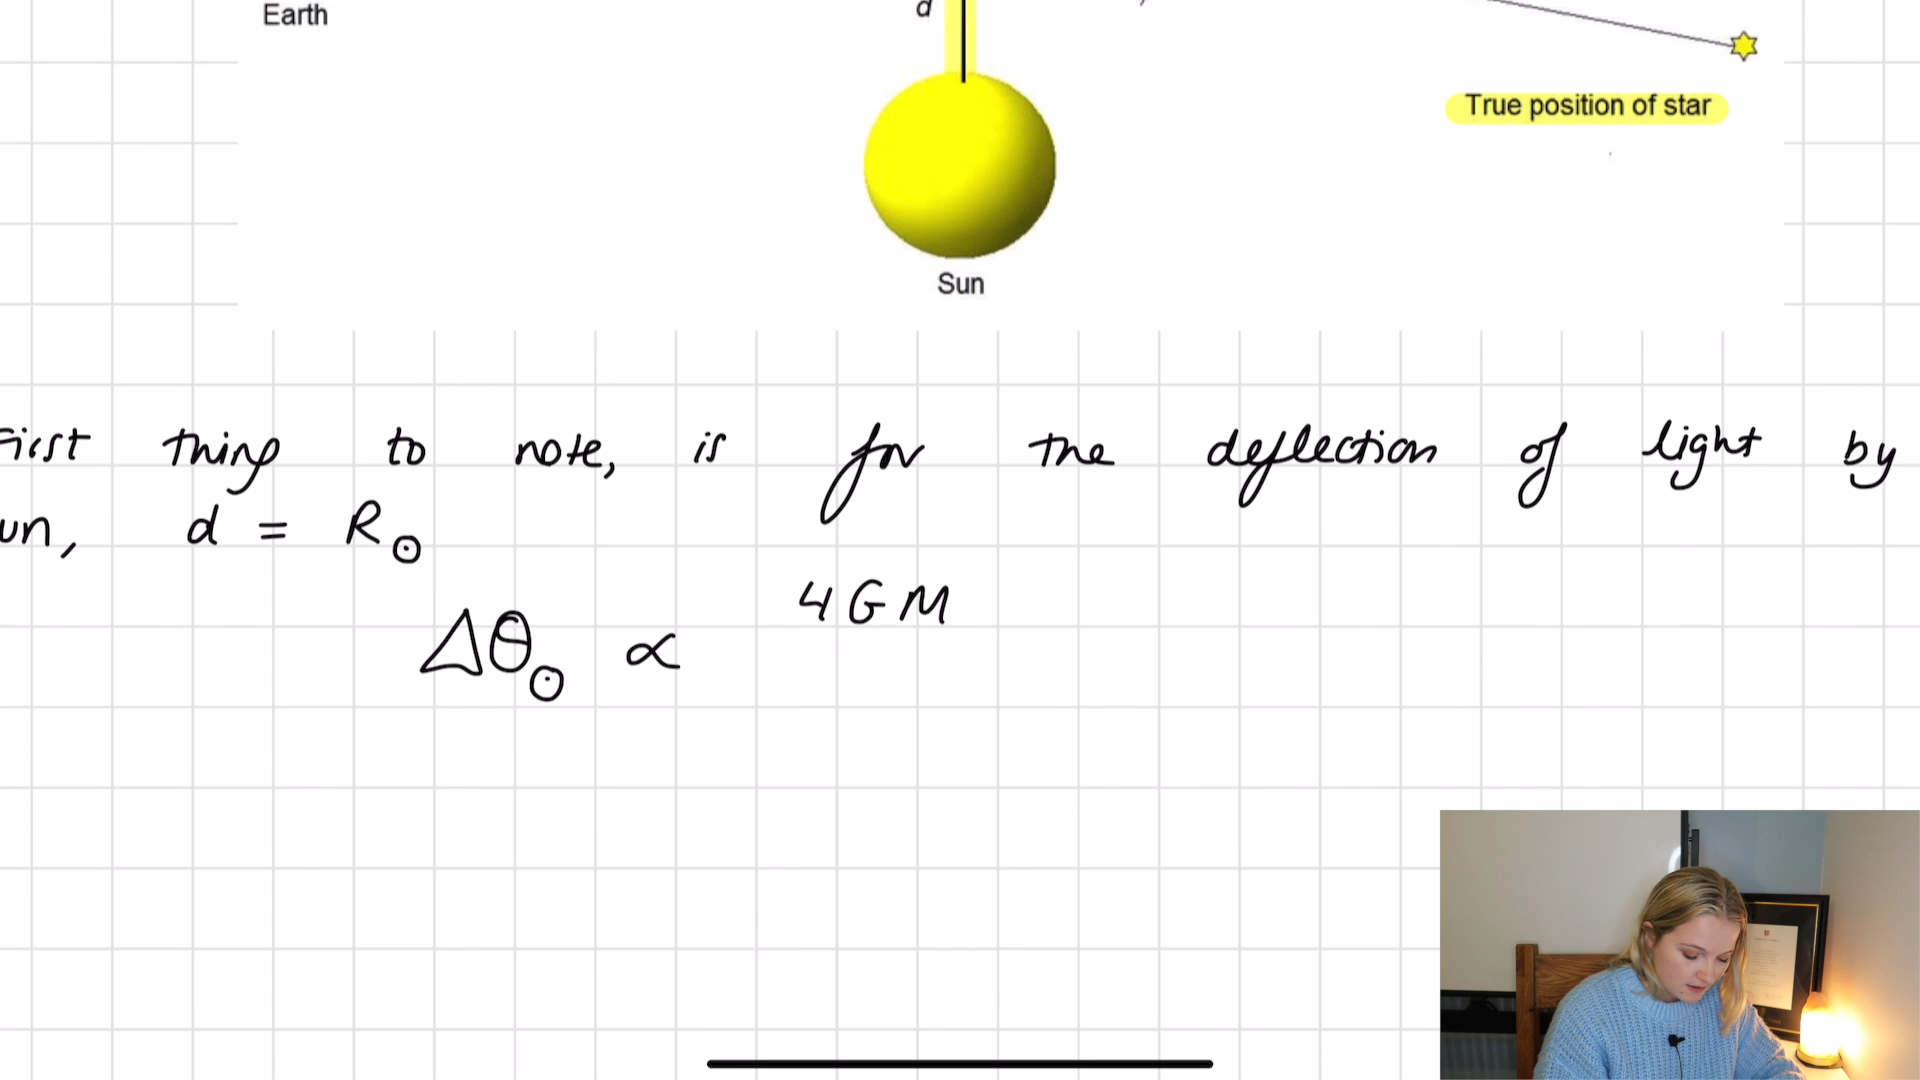 Earth
d
True position of star
Sun
First thing to note, is for the deflection of light by
un, d = R⊙
Δθ⊙ ∝ 4GM